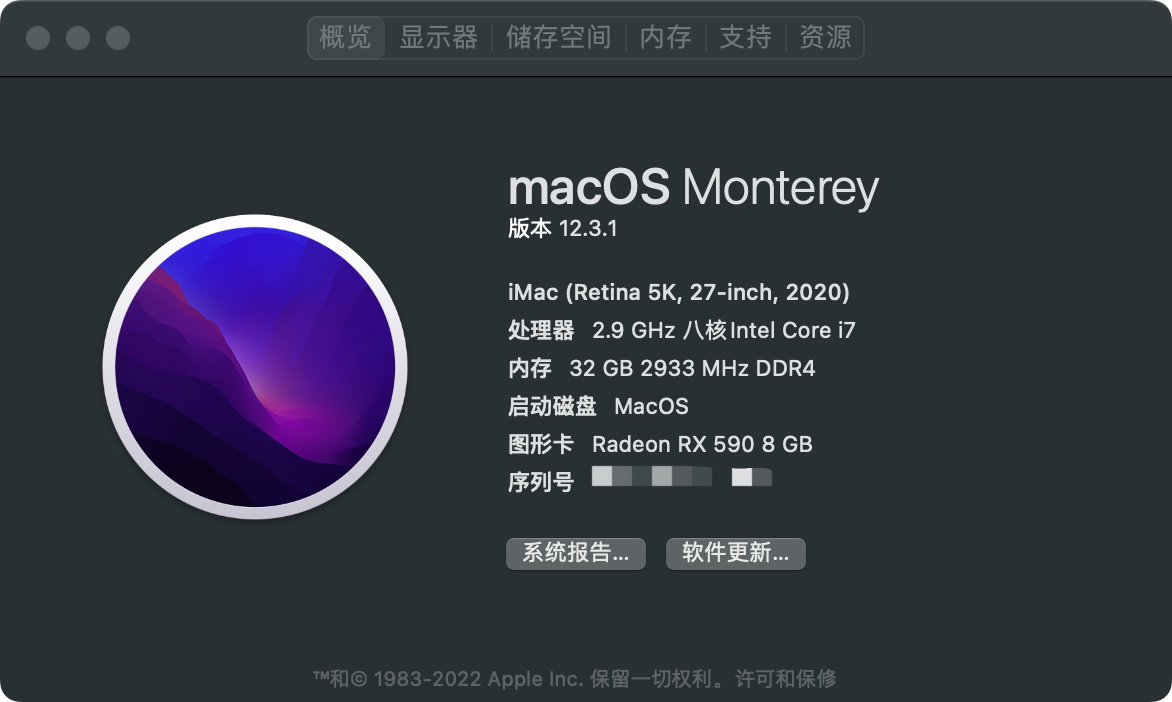 概览 显示器 储存空间 内存 支持 资源
macOS Monterey
版本 12.3.1
iMac (Retina 5K, 27-inch, 2020)
处理器 2.9 GHz 八核Intel Core i7
内存 32 GB 2933 MHz DDR4
启动磁盘 MacOS
图形卡 Radeon RX 590 8 GB
序列号
系统报告... 软件更新...
™和© 1983-2022 Apple Inc. 保留一切权利。许可和保修